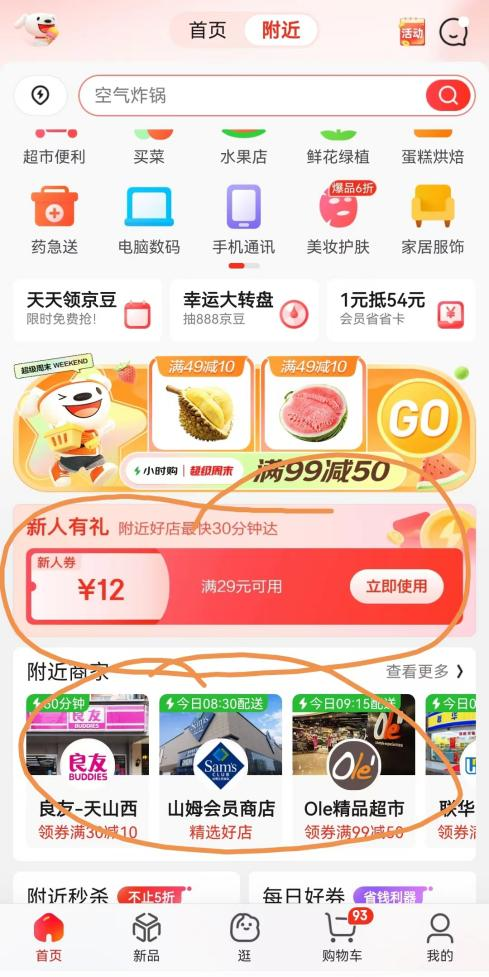 首页
附近
活动
空气炸锅
超市便利
买菜
水果店
鲜花绿植
蛋糕烘焙
爆品6折
药急送
电脑数码
手机通讯
美妆护肤
家居服饰
天天领京豆
限时免费抢!
幸运大转盘
抽888京豆
1元抵54元
会员省省卡
¥
超级周末 WEEKEND
满49减10
满49减10
GO
小时购 | 超级周末
满99减50
新人有礼 附近好店最快30分钟达
新人券
¥12
满29元可用
立即使用
附近商家
查看更多
60分钟
今日08:30配送
今日09:15配送
今日0
良友
BUDDIES
良友
BUDDIES
Sam's
Sam's
CLUB
Olé
Olé
联华
良友-天山西
山姆会员商店
Ole精品超市
联华
领券满30减10
精选好店
领券满99减50
领券满
附近秒杀
不止5折
每日好券
省钱利器
93
首页
新品
逛
购物车
我的